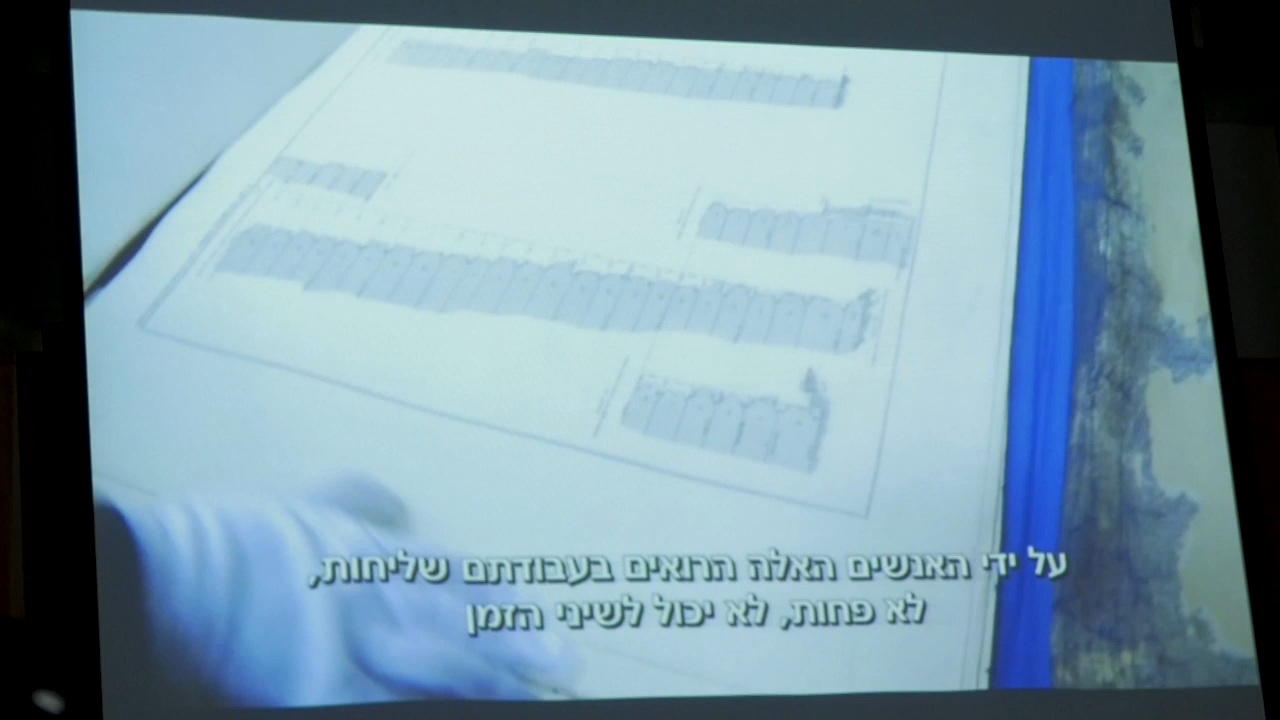 על ידי האנשים האלה הרואים בעבודתם שליחות,
לא פחות, לא יכול לשיני הזמן